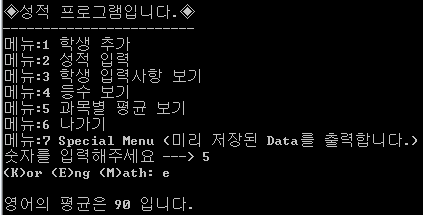 ◈성적 프로그램입니다.◈
------------------------
메뉴:1 학생 추가
메뉴:2 성적 입력
메뉴:3 학생 입력사항 보기
메뉴:4 등수 보기
메뉴:5 과목별 평균 보기
메뉴:6 나가기
메뉴:7 Special Menu (미리 저장된 Data를 출력합니다.)
숫자를 입력해주세요 ---> 5
(K)or (E)ng (M)ath: e
영어의 평균은 90 입니다.